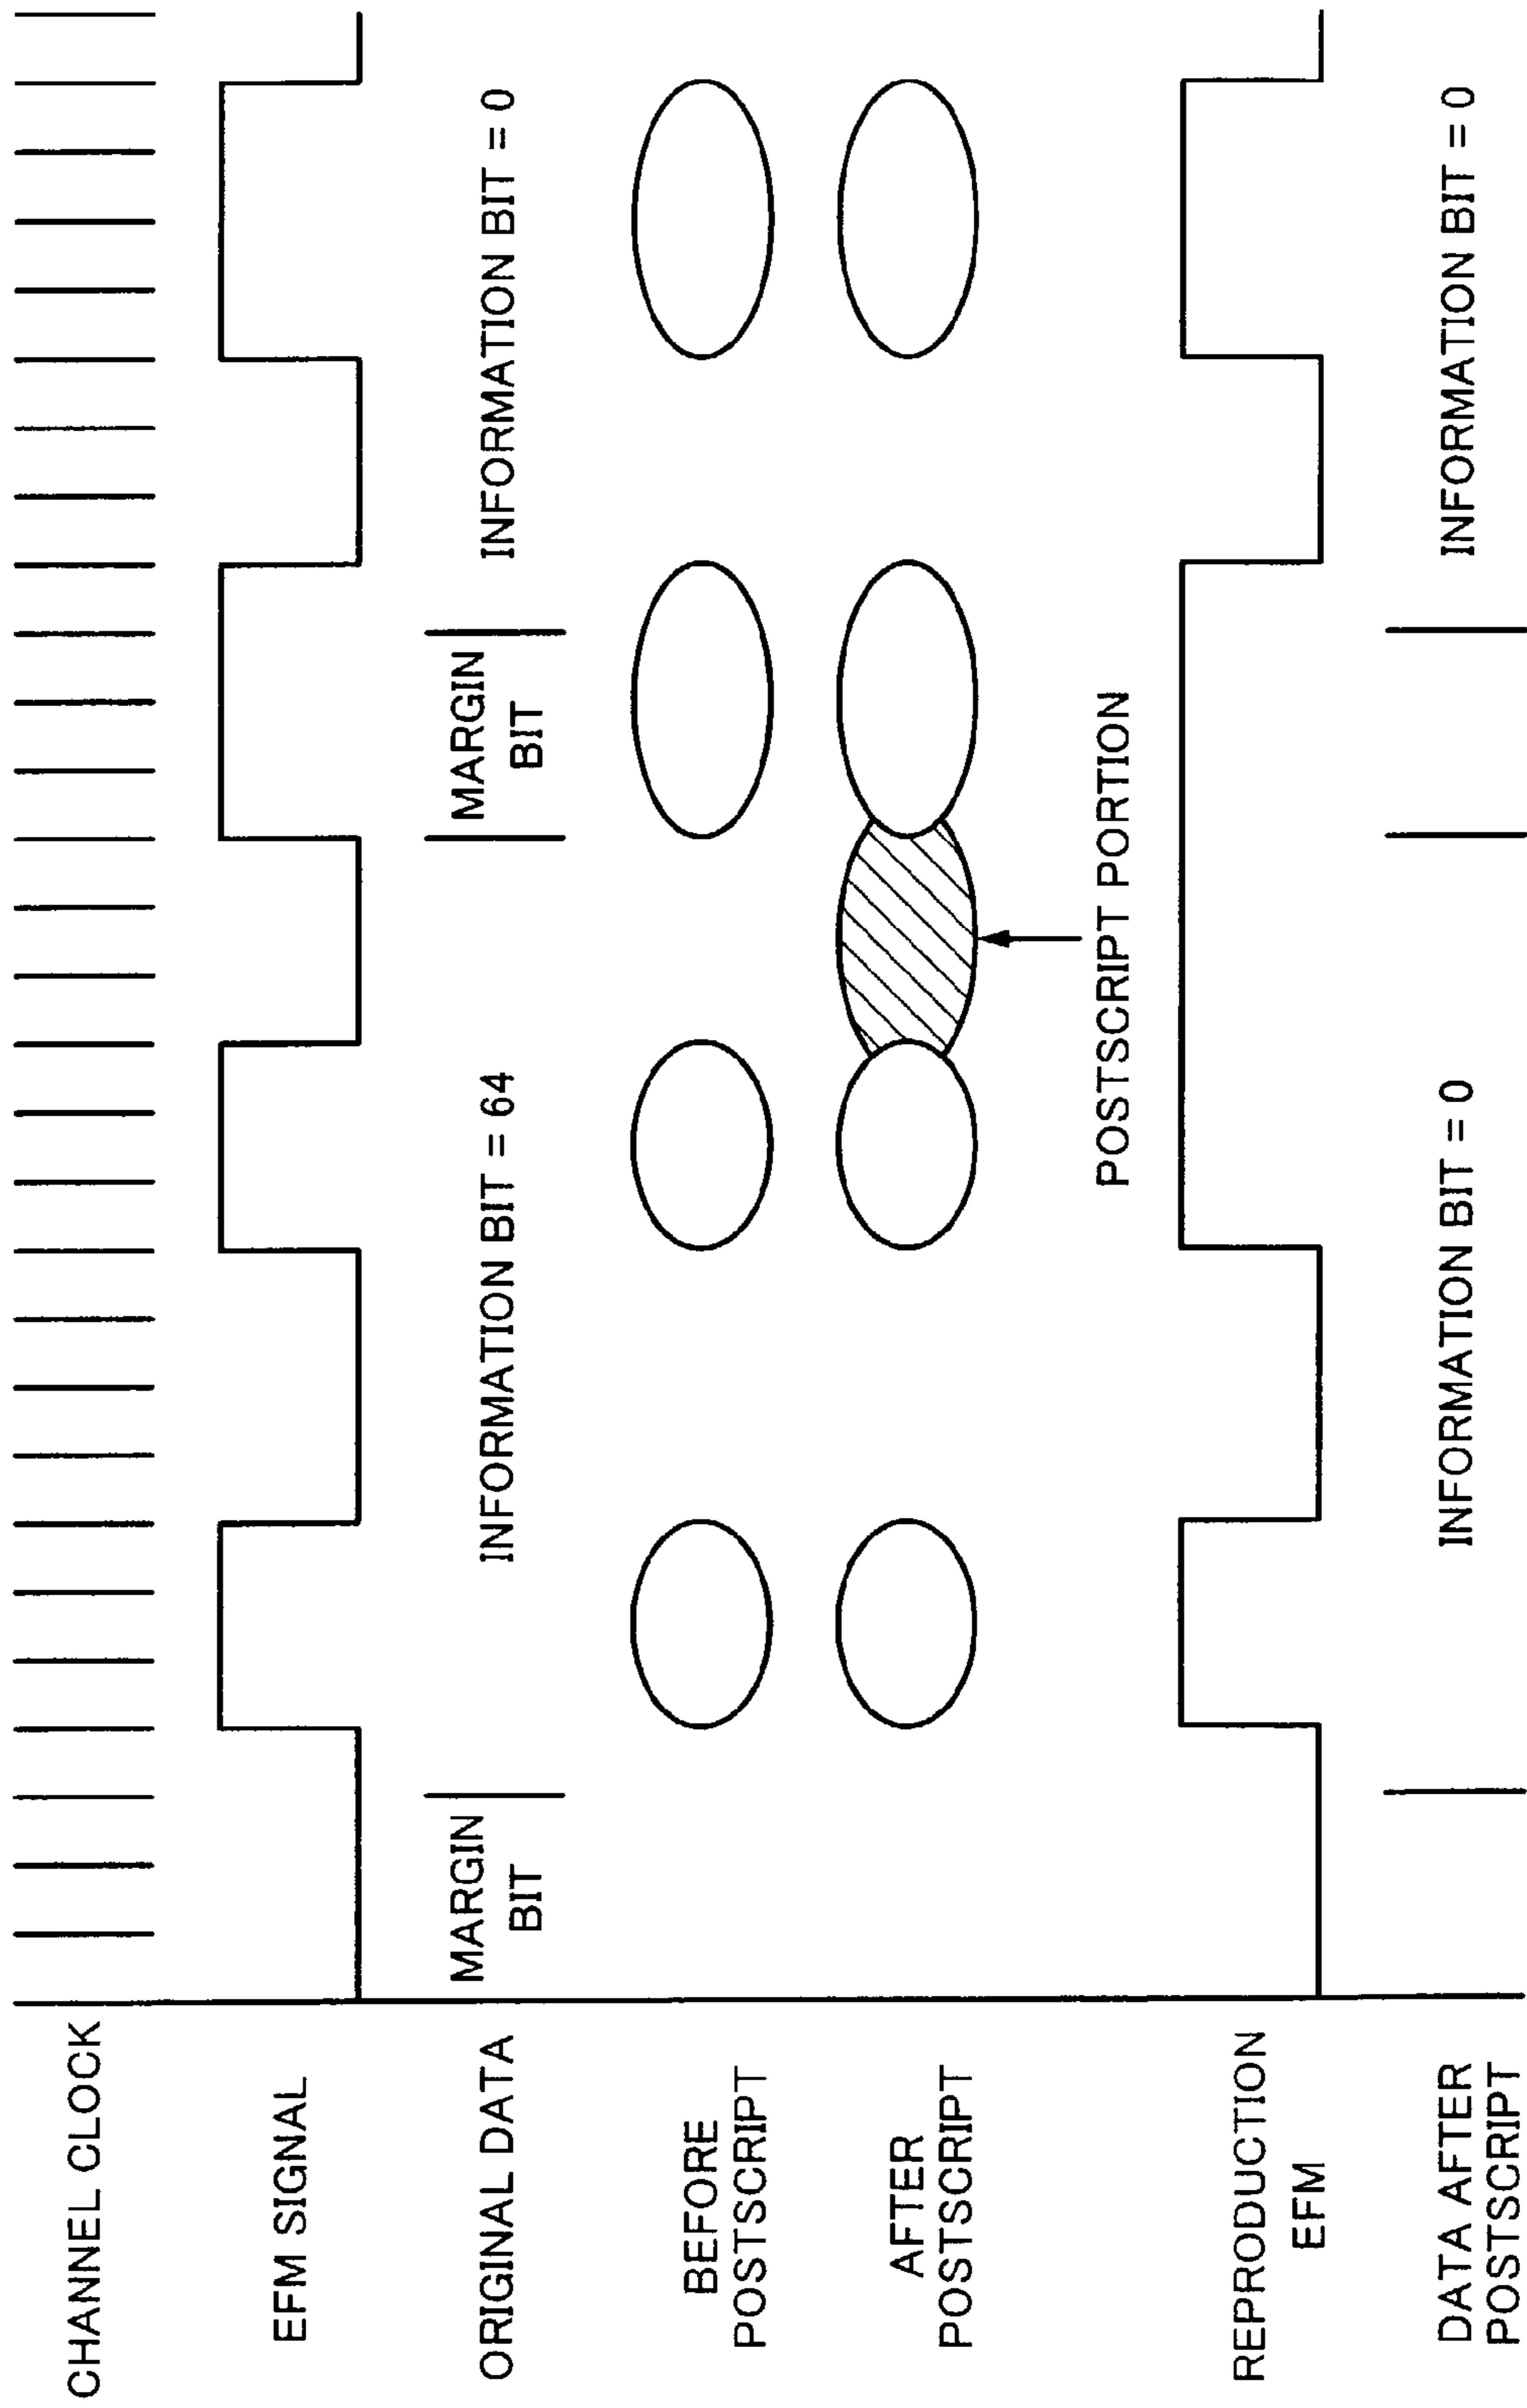 CHANNEL CLOCK
EFM SIGNAL
ORIGINAL DATA
MARGIN
BIT
INFORMATION BIT = 64
MARGIN
BIT
INFORMATION BIT = 0
BEFORE
POSTSCRIPT
AFTER
POSTSCRIPT
POSTSCRIPT PORTION
REPRODUCTION
EFM
DATA AFTER
POSTSCRIPT
INFORMATION BIT = 0
INFORMATION BIT = 0